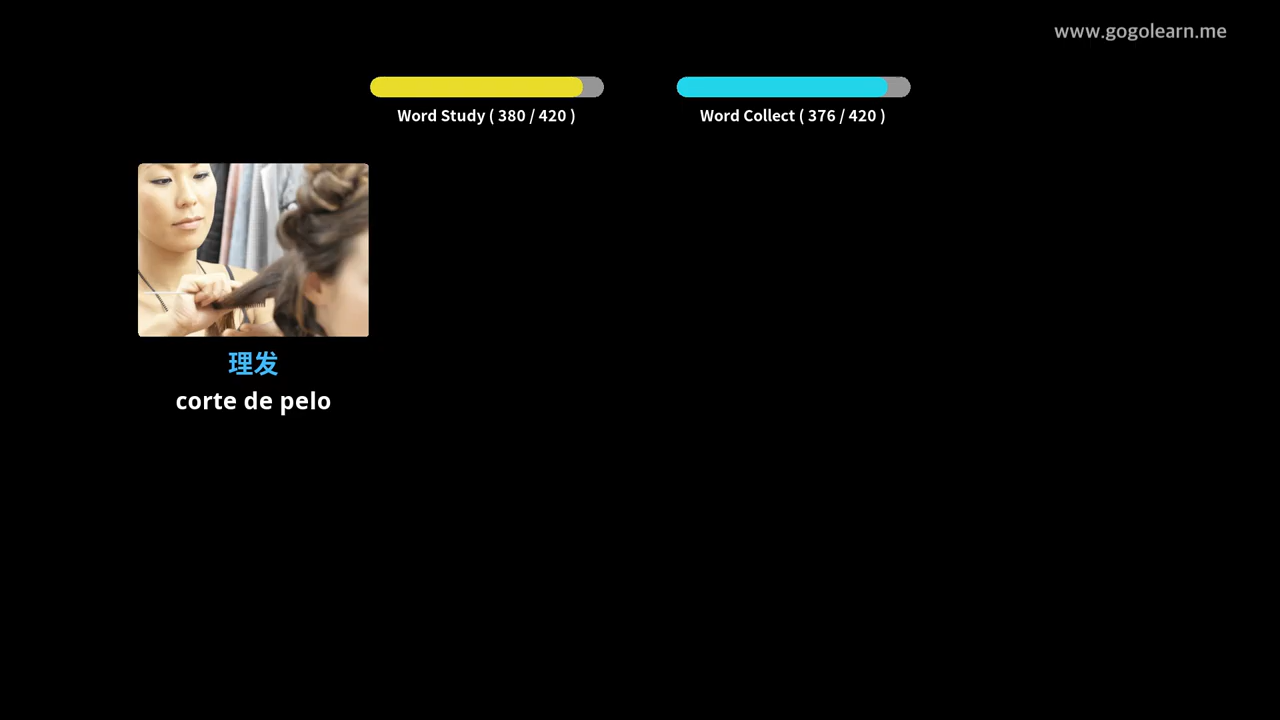 www.gogolearn.me
Word Study ( 380 / 420 )
Word Collect ( 376 / 420 )
理发
corte de pelo